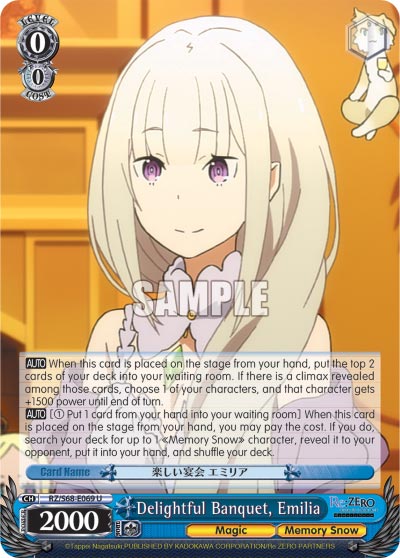 LEVEL
0
0
COST
SAMPLE
AUTO When this card is placed on the stage from your hand, put the top 2
cards of your deck into your waiting room. If there is a climax revealed
among those cards, choose 1 of your characters, and that character gets
+1500 power until end of turn.
AUTO [① Put 1 card from your hand into your waiting room] When this
card is placed on the stage from your hand, you may pay the cost. If you do,
search your deck for up to 1 «Memory Snow» character, reveal it to your
opponent, put it into your hand, and shuffle your deck.
Card Name 楽しい宴会 エミリア
CH RZ/S68-E069 U Delightful Banquet, Emilia Re:ZERO
POWER 2000 Magic Memory Snow
©Tappei Nagatsuki,PUBLISHED BY KADOKAWA CORPORATION/Re:ZERO PARTNERS